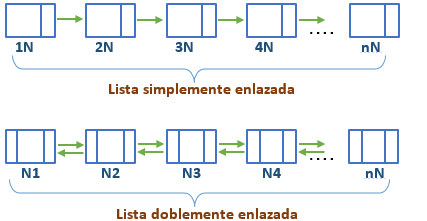 ....
1N 2N 3N 4N nN
Lista simplemente enlazada
....
N1 N2 N3 N4 nN
Lista doblemente enlazada